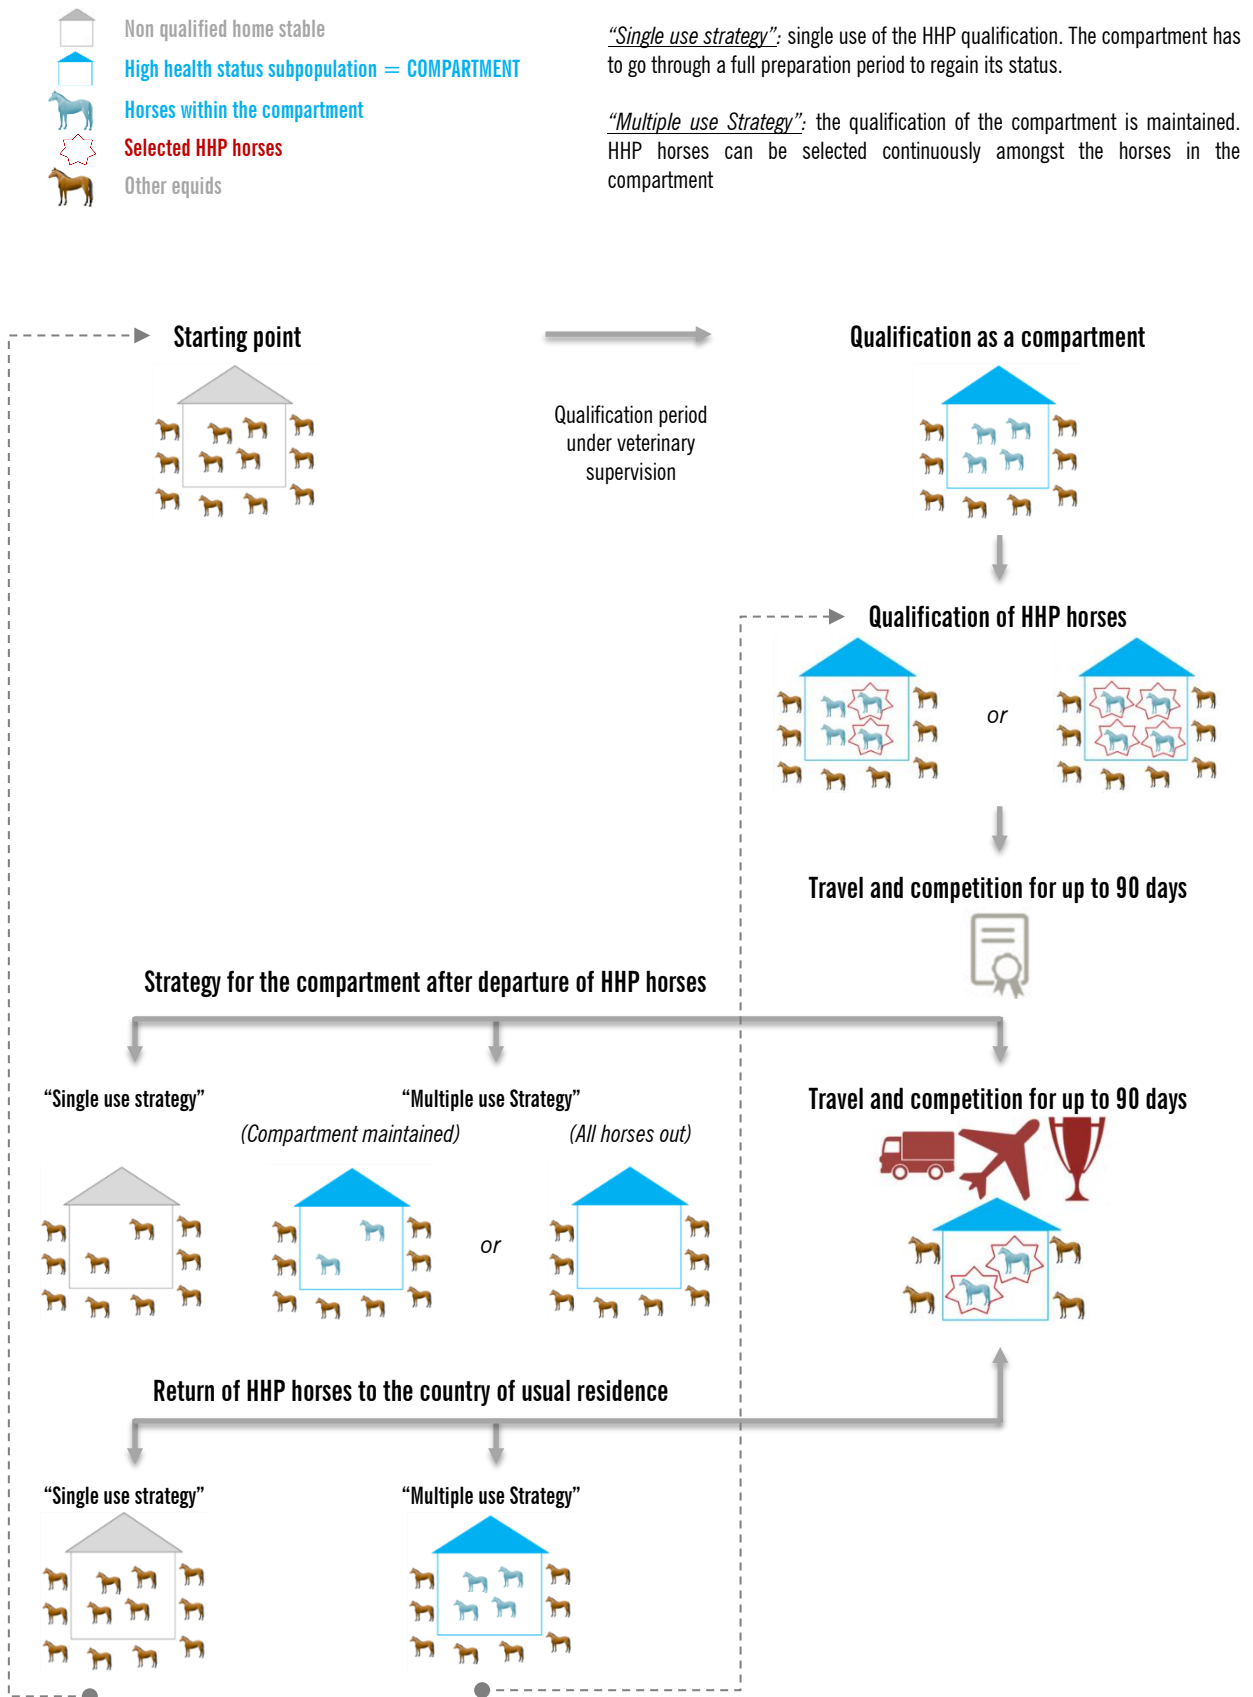 Non qualified home stable
High health status subpopulation = COMPARTMENT
Horses within the compartment
Selected HHP horses
Other equids
“Single use strategy”: single use of the HHP qualification. The compartment has
to go through a full preparation period to regain its status.
“Multiple use Strategy”: the qualification of the compartment is maintained.
HHP horses can be selected continuously amongst the horses in the
compartment
Starting point
Qualification period
under veterinary
supervision
Qualification as a compartment
Qualification of HHP horses
or
Travel and competition for up to 90 days
Strategy for the compartment after departure of HHP horses
“Single use strategy”
“Multiple use Strategy”
(Compartment maintained)
(All horses out)
or
Travel and competition for up to 90 days
Return of HHP horses to the country of usual residence
“Single use strategy”
“Multiple use Strategy”